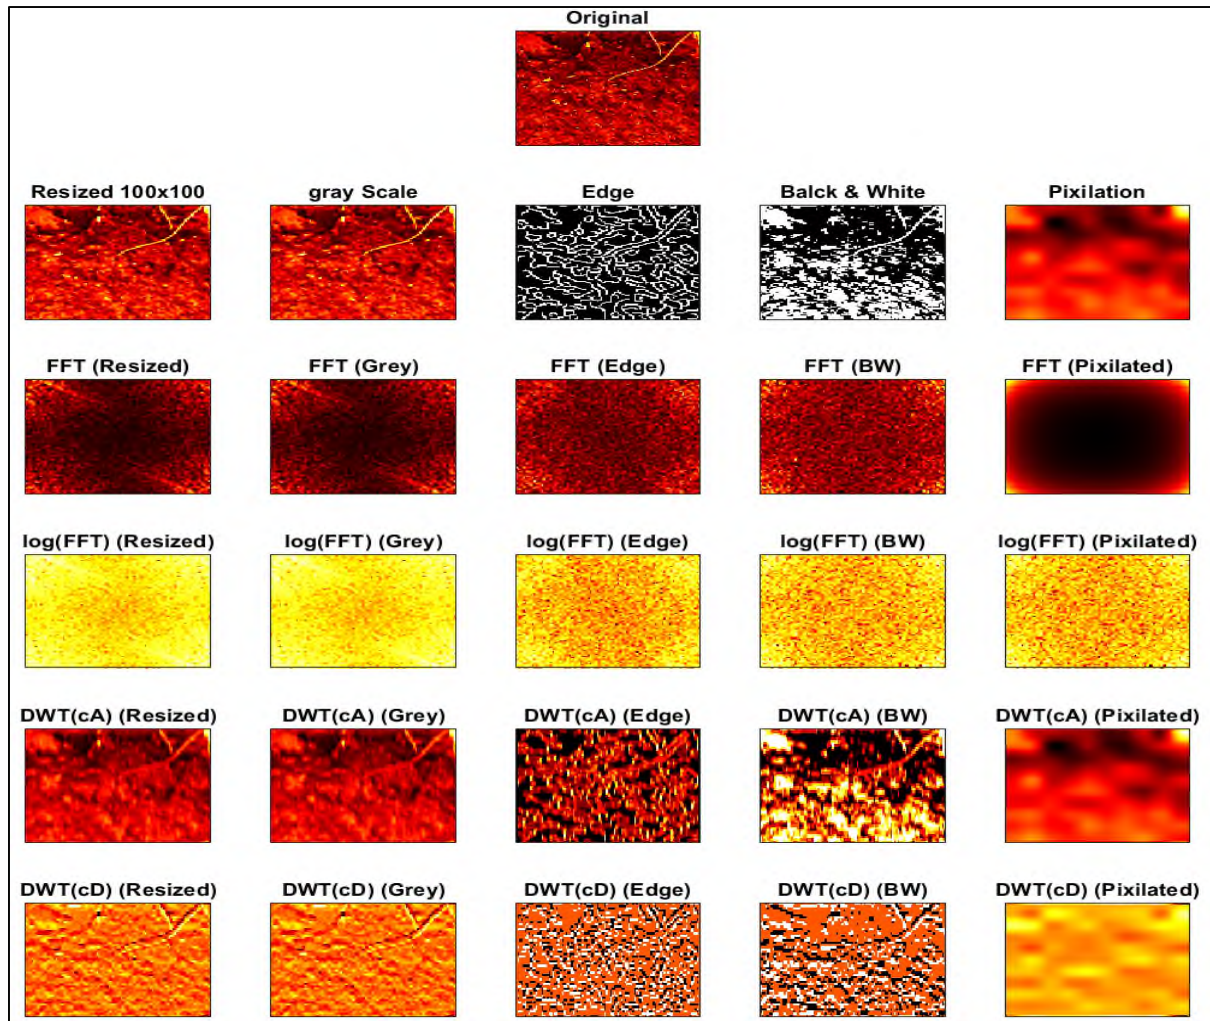 Original
Resized 100x100 gray Scale Edge Balck & White Pixilation
FFT (Resized) FFT (Grey) FFT (Edge) FFT (BW) FFT (Pixilated)
log(FFT) (Resized) log(FFT) (Grey) log(FFT) (Edge) log(FFT) (BW) log(FFT) (Pixilated)
DWT(cA) (Resized) DWT(cA) (Grey) DWT(cA) (Edge) DWT(cA) (BW) DWT(cA) (Pixilated)
DWT(cD) (Resized) DWT(cD) (Grey) DWT(cD) (Edge) DWT(cD) (BW) DWT(cD) (Pixilated)